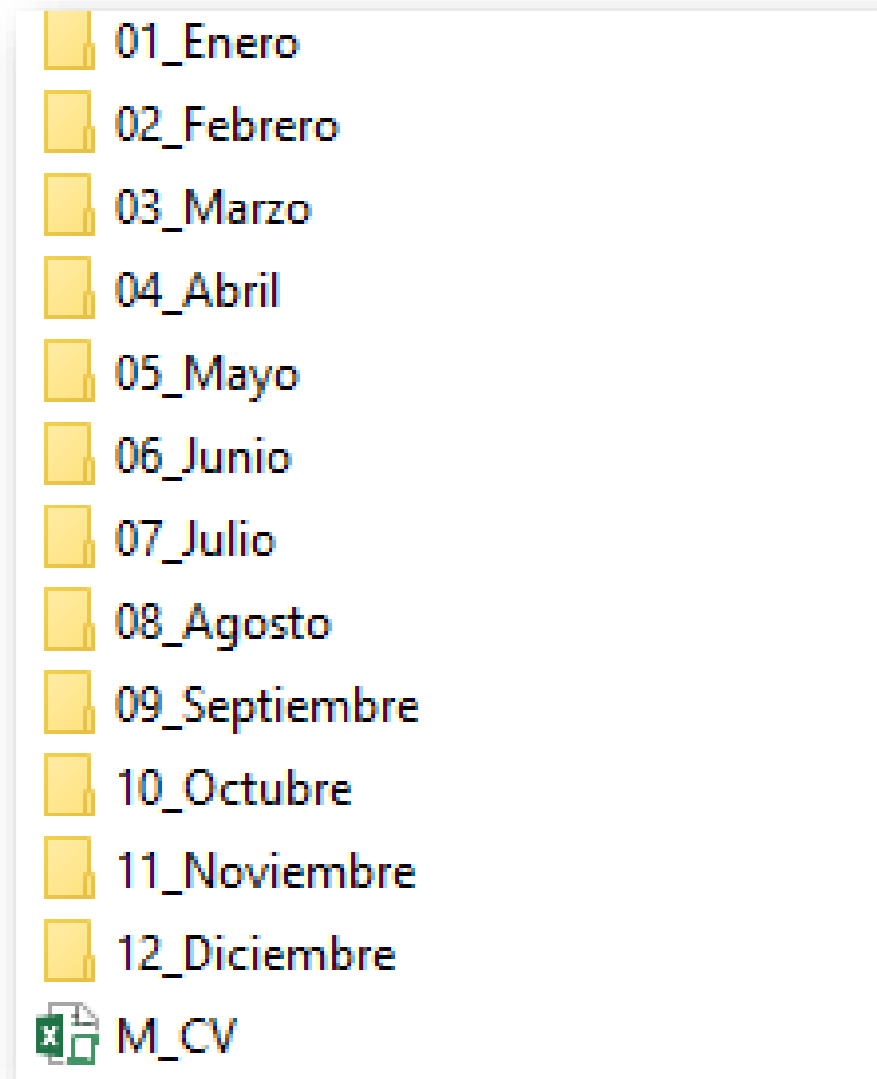 01_Enero
02_Febrero
03_Marzo
04_Abril
05_Mayo
06_Junio
07_Julio
08_Agosto
09_Septiembre
10_Octubre
11_Noviembre
12_Diciembre
M_CV